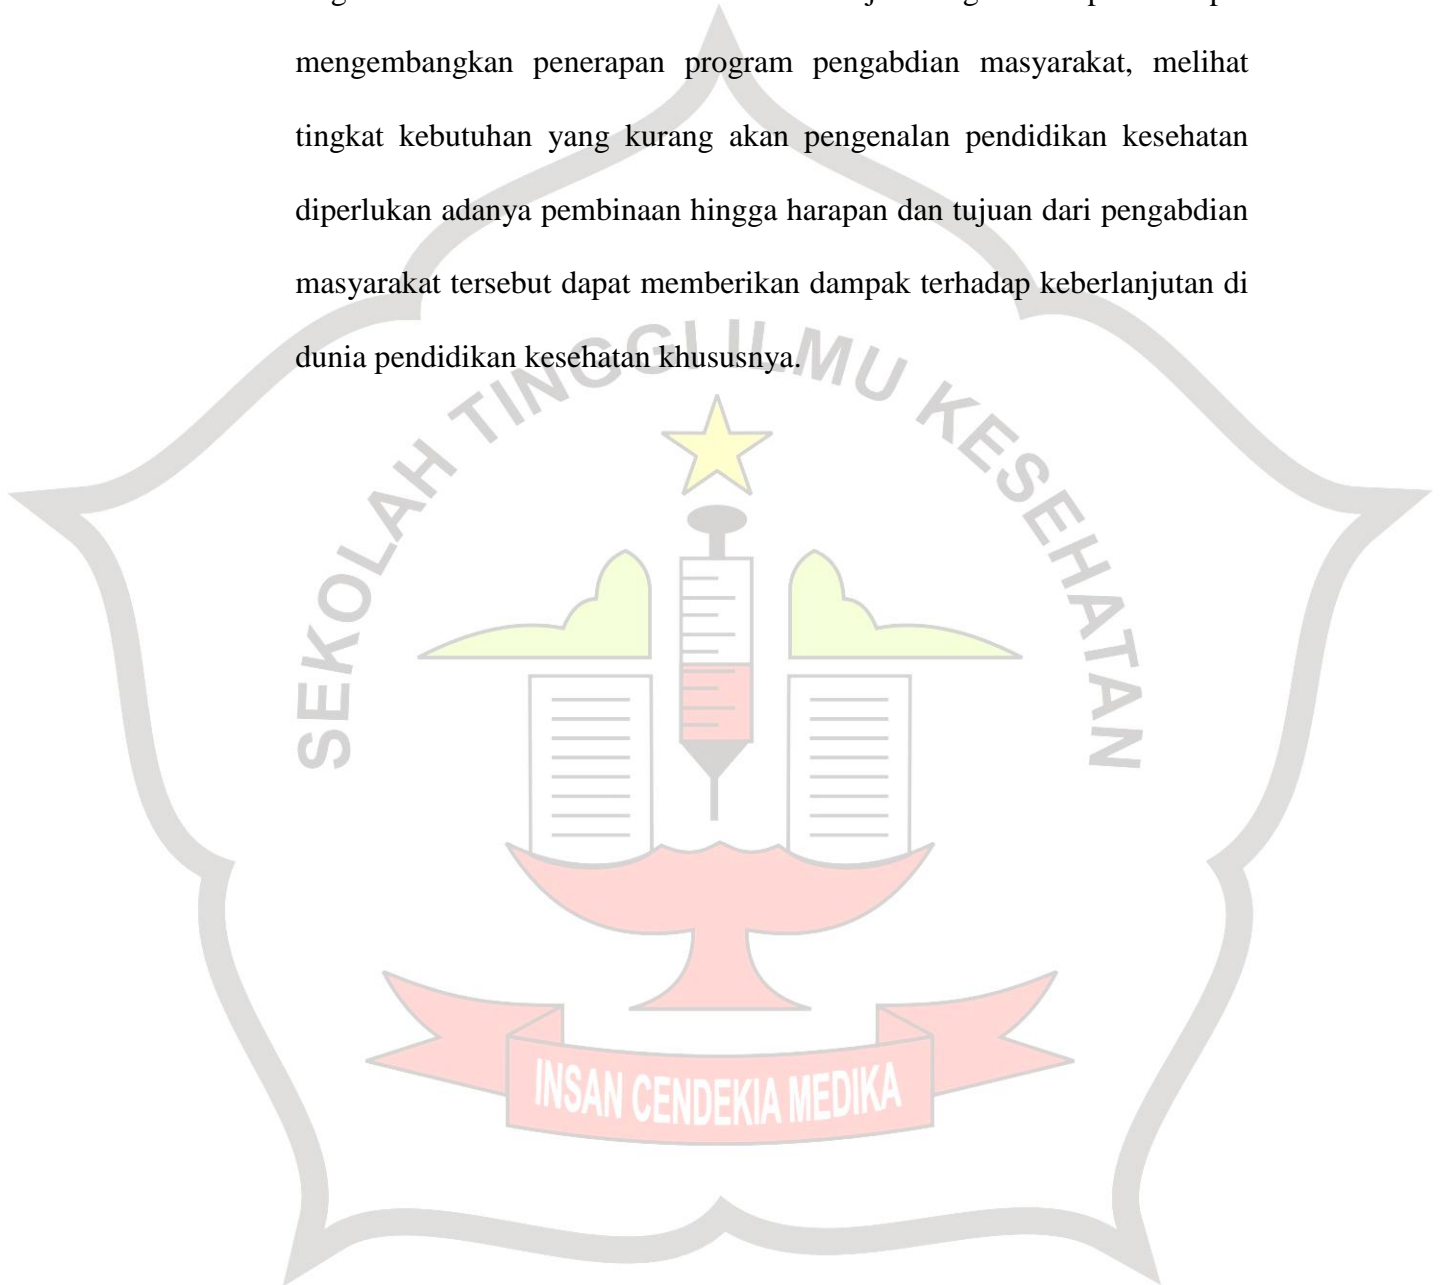 mengembangkan penerapan program pengabdian masyarakat, melihat
tingkat kebutuhan yang kurang akan pengenalan pendidikan kesehatan
diperlukan adanya pembinaan hingga harapan dan tujuan dari pengabdian
masyarakat tersebut dapat memberikan dampak terhadap keberlanjutan di
dunia pendidikan kesehatan khususnya.
SEKOLAH TINGGI ILMU KESEHATAN
INSAN CENDEKIA MEDIKA